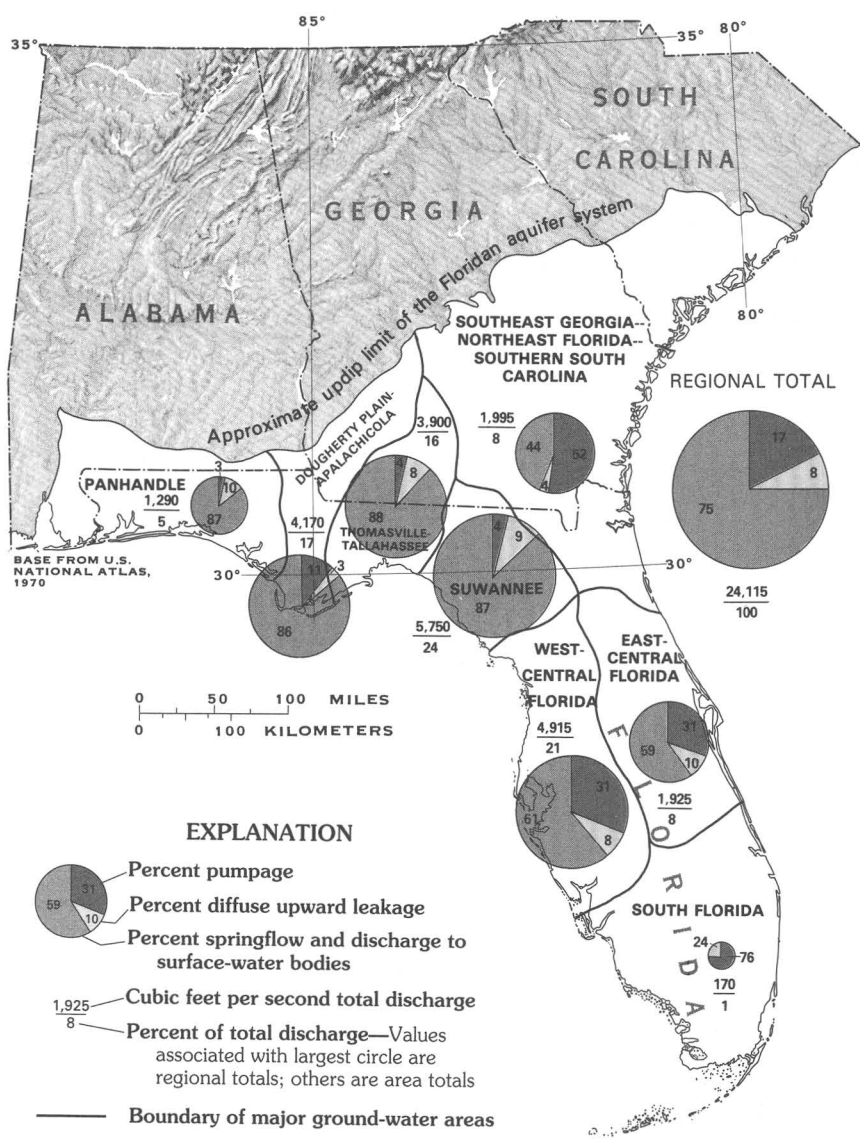 85°
35°
35°
80°
SOUTH
CAROLINA
GEORGIA
ALABAMA
Approximate updip limit of the Floridan aquifer system
80°
SOUTHEAST GEORGIA--
NORTHEAST FLORIDA--
SOUTHERN SOUTH
CAROLINA
1,995
8
44
52
4
REGIONAL TOTAL
17
8
75
24,115
100
DOUGHERTY PLAIN-
APALACHICOLA
3,900
16
4
8
88
THOMASVILLE-
TALLAHASSEE
PANHANDLE
1,290
5
3
10
87
4,170
17
11
3
86
BASE FROM U.S.
NATIONAL ATLAS,
1970
30°
30°
4
9
SUWANNEE
87
5,750
24
WEST-
CENTRAL
FLORIDA
4,915
21
31
61
8
EAST-
CENTRAL
FLORIDA
31
59
10
1,925
8
FLORIDA
SOUTH FLORIDA
24
76
170
1
0 100 MILES
0 100 KILOMETERS
EXPLANATION
31
59
10
Percent pumpage
Percent diffuse upward leakage
Percent springflow and discharge to
surface-water bodies
1,925
8
Cubic feet per second total discharge
Percent of total discharge—Values
associated with largest circle are
regional totals; others are area totals
Boundary of major ground-water areas